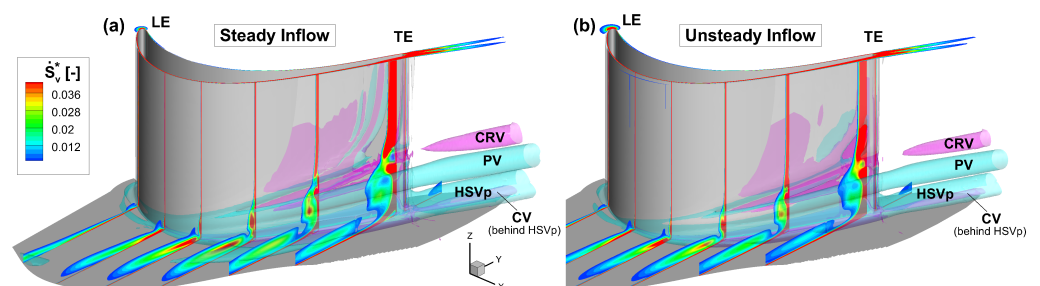 (a)
LE
Steady Inflow
TE
Ṡᵥ* [-]
0.036
0.028
0.02
0.012
CRV
PV
HSVp
CV
(behind HSVp)
Z
Y
X
(b)
LE
Unsteady Inflow
TE
CRV
PV
HSVp
CV
(behind HSVp)